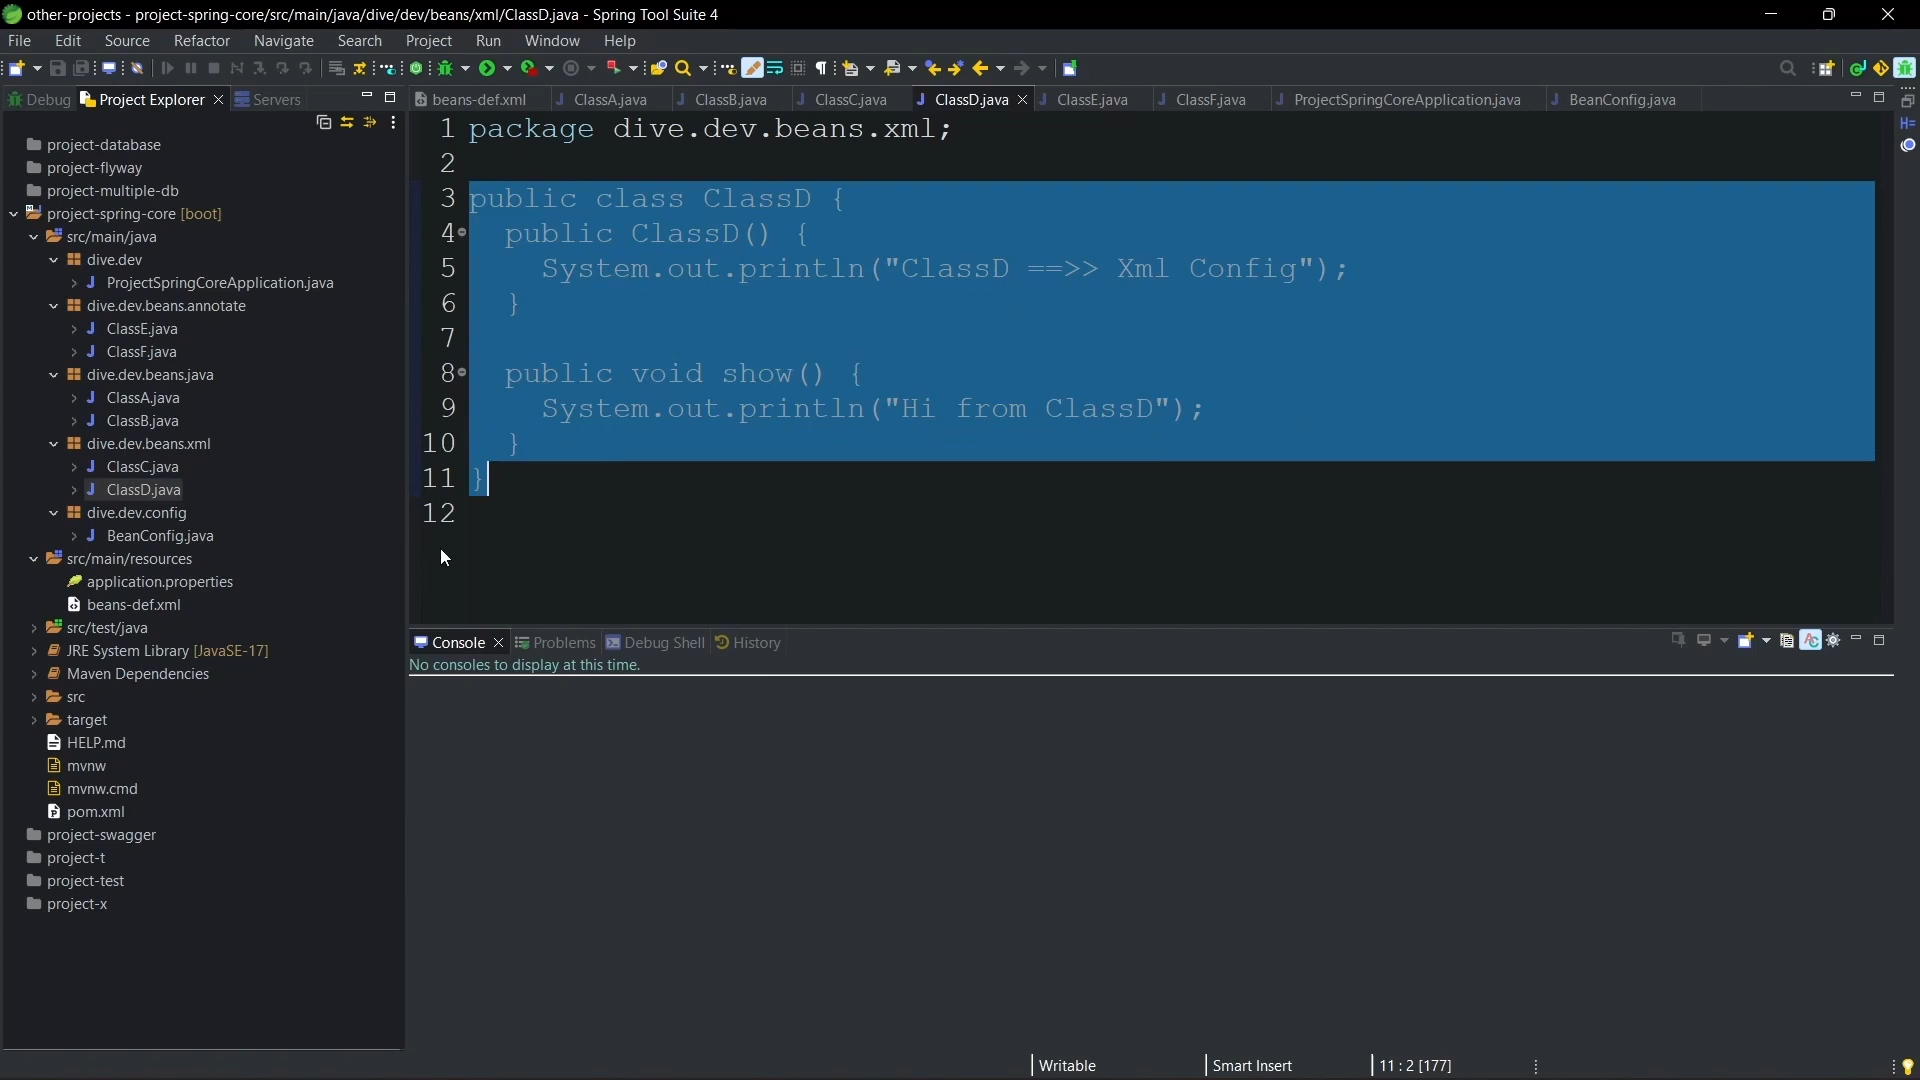 other-projects - project-spring-core/src/main/java/dive/dev/beans/xml/ClassD.java - Spring Tool Suite 4
File Edit Source Refactor Navigate Search Project Run Window Help
Debug Project Explorer Servers
project-database
project-flyway
project-multiple-db
project-spring-core [boot]
src/main/java
dive.dev
ProjectSpringCoreApplication.java
dive.dev.beans.annotate
ClassE.java
ClassF.java
dive.dev.beans.java
ClassA.java
ClassB.java
dive.dev.beans.xml
ClassC.java
ClassD.java
dive.dev.config
BeanConfig.java
src/main/resources
application.properties
beans-def.xml
src/test/java
JRE System Library [JavaSE-17]
Maven Dependencies
src
target
HELP.md
mvnw
mvnw.cmd
pom.xml
project-swagger
project-t
project-test
project-x
beans-def.xml ClassA.java ClassB.java ClassC.java ClassD.java ClassE.java ClassF.java ProjectSpringCoreApplication.java BeanConfig.java
1 package dive.dev.beans.xml;
2
3 public class ClassD {
4 public ClassD() {
5 System.out.println("ClassD ==>> Xml Config");
6 }
7
8 public void show() {
9 System.out.println("Hi from ClassD");
10 }
11 }
12
Console Problems Debug Shell History
No consoles to display at this time.
Writable Smart Insert 11 : 2 [177]